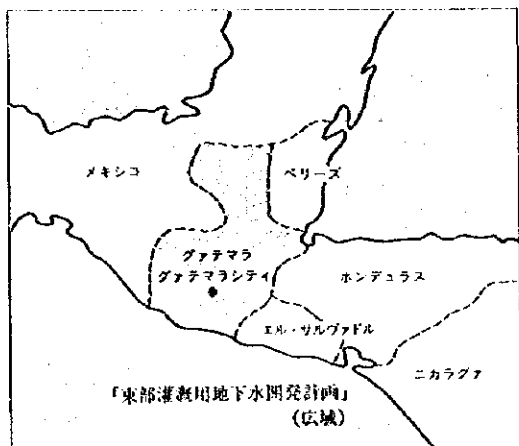 メキシコ
ベリーズ
グァテマラ
グァテマラシティ
ホンデュラス
エル・サルヴァドル
ニカラグァ
「東部灌漑用地下水開発計画」
(広域)